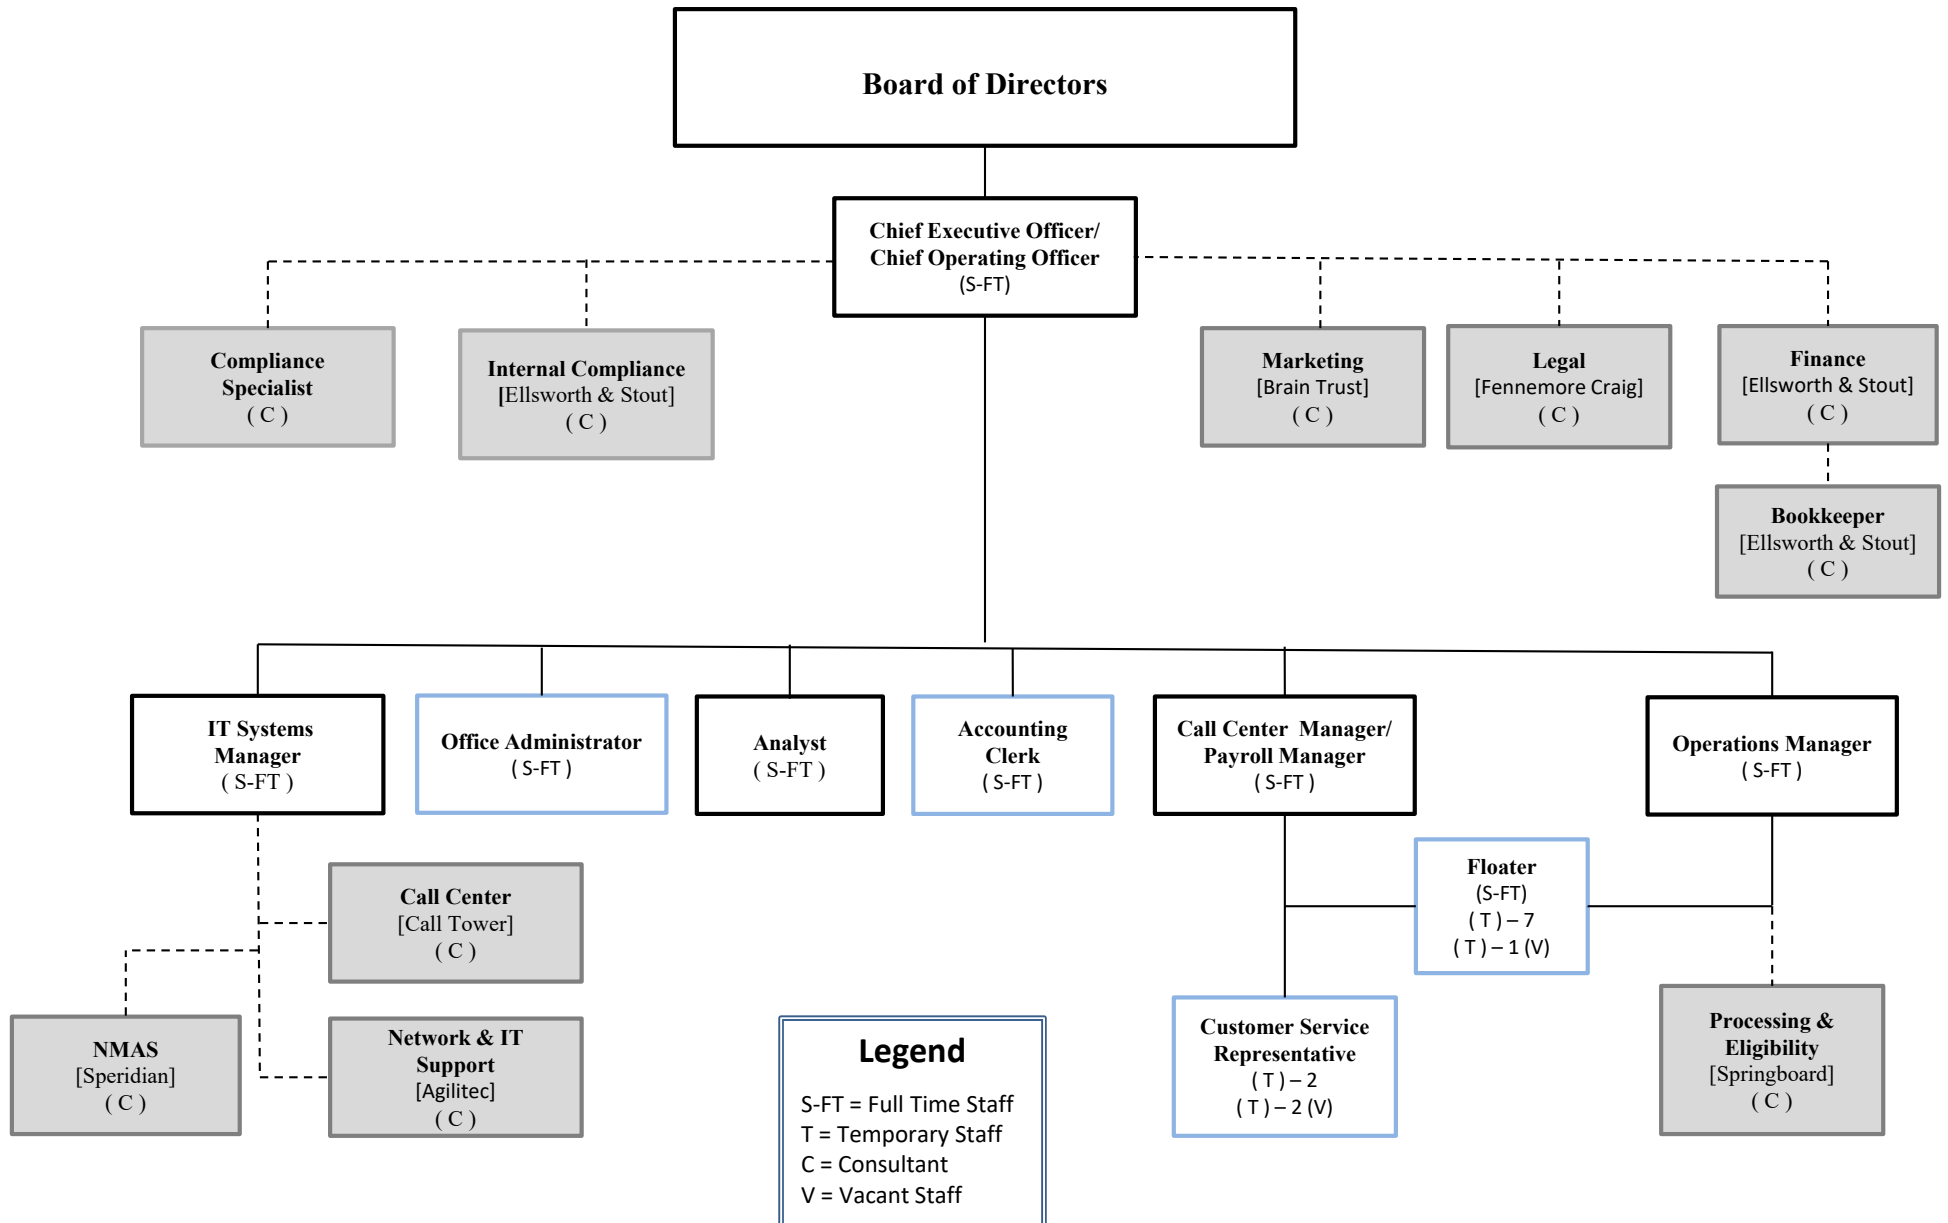 Board of Directors
Chief Executive Officer/
Chief Operating Officer
(S-FT)
Compliance
Specialist
( C )
Internal Compliance
[Ellsworth & Stout]
( C )
Marketing
[Brain Trust]
( C )
Legal
[Fennemore Craig]
( C )
Finance
[Ellsworth & Stout]
( C )
Bookkeeper
[Ellsworth & Stout]
( C )
IT Systems
Manager
( S-FT )
Office Administrator
( S-FT )
Analyst
( S-FT )
Accounting
Clerk
( S-FT )
Call Center  Manager/
Payroll Manager
( S-FT )
Operations Manager
( S-FT )
Call Center
[Call Tower]
( C )
Floater
(S-FT)
( T ) – 7
( T ) – 1 (V)
NMAS
[Speridian]
( C )
Network & IT
Support
[Agilitec]
( C )
Legend
S-FT = Full Time Staff
T = Temporary Staff
C = Consultant
V = Vacant Staff
Customer Service
Representative
( T ) – 2
( T ) – 2 (V)
Processing &
Eligibility
[Springboard]
( C )